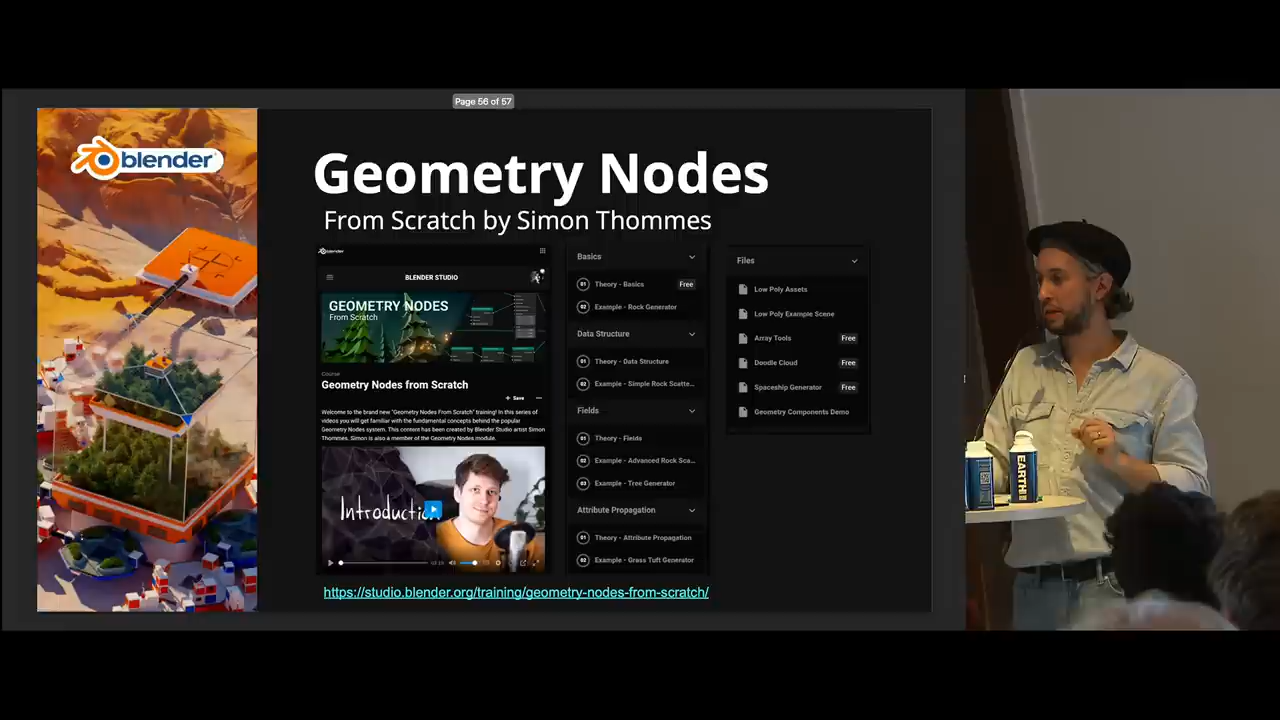 Page 56 of 57
blender
Geometry Nodes
From Scratch by Simon Thommes
blender
BLENDER STUDIO
GEOMETRY NODES
From Scratch
Course
Geometry Nodes from Scratch
+ Save
Welcome to the brand new "Geometry Nodes From Scratch" training! In this series of
videos you will get familiar with the fundamental concepts behind the popular
Geometry Nodes system. This content has been created by Blender Studio artist Simon
Thommes. Simon is also a member of the Geometry Nodes module.
Introduction
Basics
01 Theory - Basics Free
02 Example - Rock Generator
Data Structure
01 Theory - Data Structure
02 Example - Simple Rock Scatte...
Fields
01 Theory - Fields
02 Example - Advanced Rock Sca...
03 Example - Tree Generator
Attribute Propagation
01 Theory - Attribute Propagation
02 Example - Grass Tuft Generator
Files
Low Poly Assets
Low Poly Example Scene
Array Tools Free
Doodle Cloud Free
Spaceship Generator Free
Geometry Components Demo
https://studio.blender.org/training/geometry-nodes-from-scratch/
EARTH